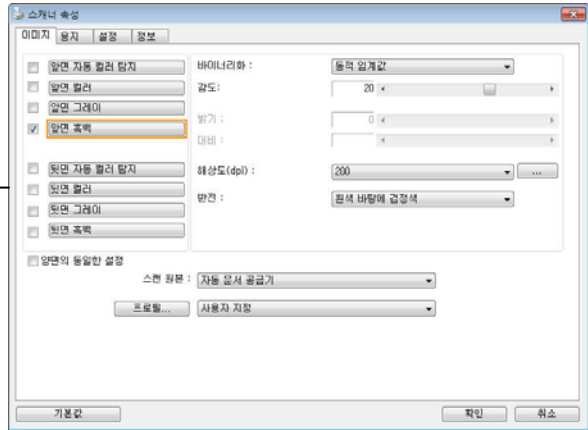 스캐너 속성
이미지 용지 설정 정보
앞면 자동 컬러 탐지
앞면 컬러
앞면 그레이
앞면 흑백
뒷면 자동 컬러 탐지
뒷면 컬러
뒷면 그레이
뒷면 흑백
바이너리화 : 동적 임계값
감도: 20
밝기 : 0
대비 :
해상도(dpi) : 200 ...
반전 : 흰색 바탕에 검정색
양면의 동일한 설정
스캔 원본 : 자동 문서 공급기
프로필... 사용자 지정
기본값 확인 취소